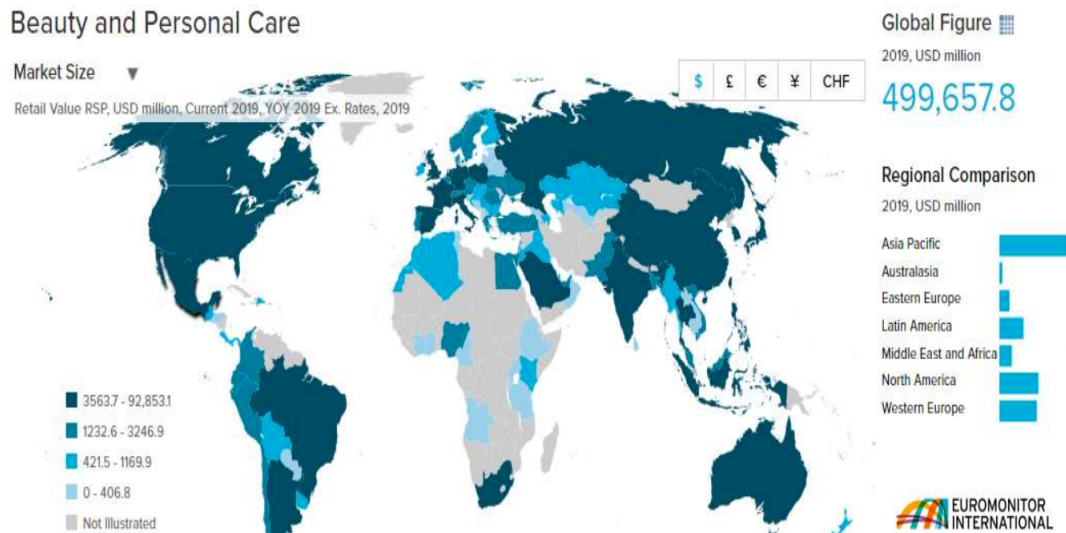 Beauty and Personal Care
Market Size
Retail Value RSP, USD million, Current 2019, YOY 2019 Ex. Rates, 2019
$ £ € ¥ CHF
Global Figure
2019, USD million
499,657.8
Regional Comparison
2019, USD million
Asia Pacific
Australasia
Eastern Europe
Latin America
Middle East and Africa
North America
Western Europe
3563.7 - 92,853.1
1232.6 - 3246.9
421.5 - 1169.9
0 - 406.8
Not Illustrated
EUROMONITOR
INTERNATIONAL